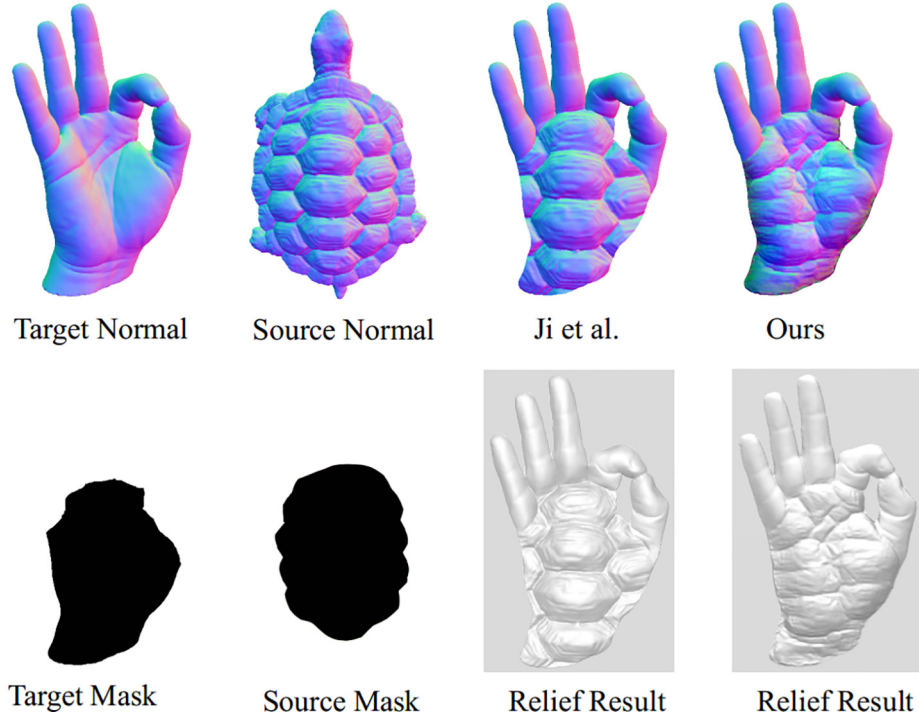 Target Normal
Source Normal
Ji et al.
Ours
Target Mask
Source Mask
Relief Result
Relief Result